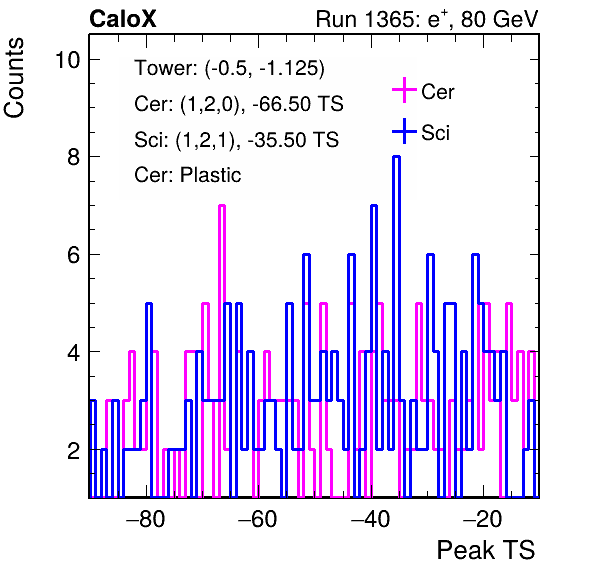 CaloX Run 1365: e⁺, 80 GeV
Counts
Tower: (-0.5, -1.125)
Cer: (1,2,0), -66.50 TS
Sci: (1,2,1), -35.50 TS
Cer: Plastic
Cer
Sci
10
8
6
4
2
−80 −60 −40 −20
Peak TS